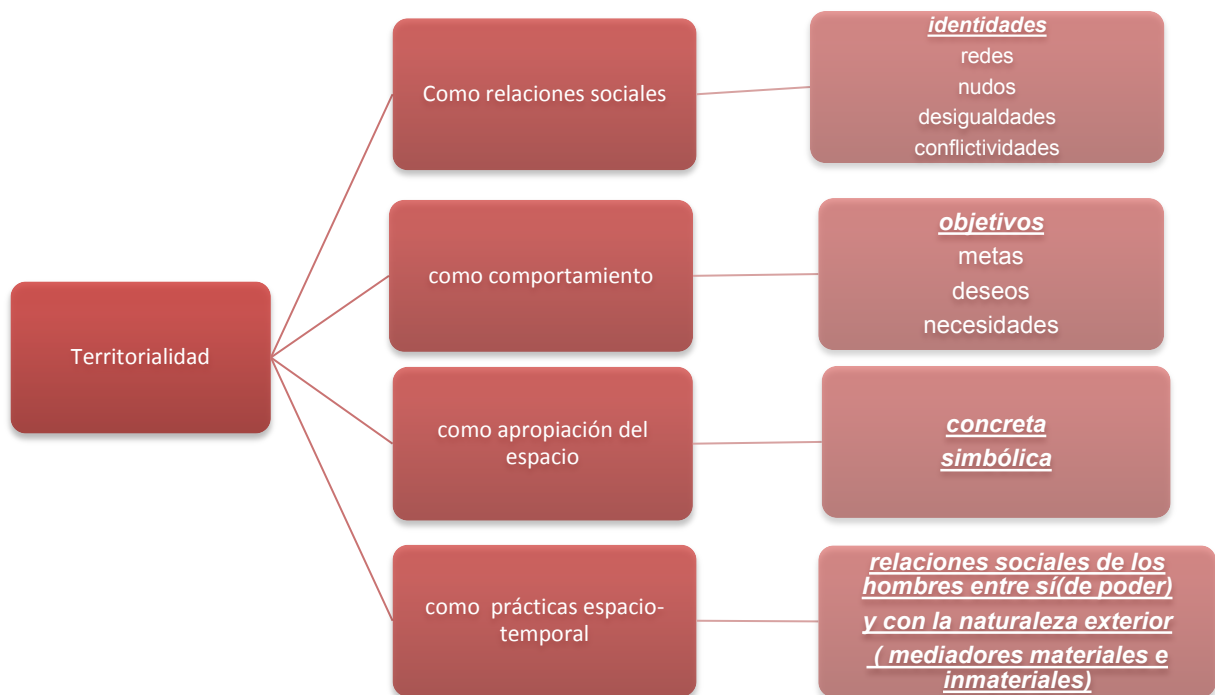 Territorialidad
Como relaciones sociales
identidades
redes
nudos
desigualdades
conflictividades
como comportamiento
objetivos
metas
deseos
necesidades
como apropiación del
espacio
concreta
simbólica
como prácticas espacio-
temporal
relaciones sociales de los
hombres entre sí(de poder)
y con la naturaleza exterior
( mediadores materiales e
inmateriales)